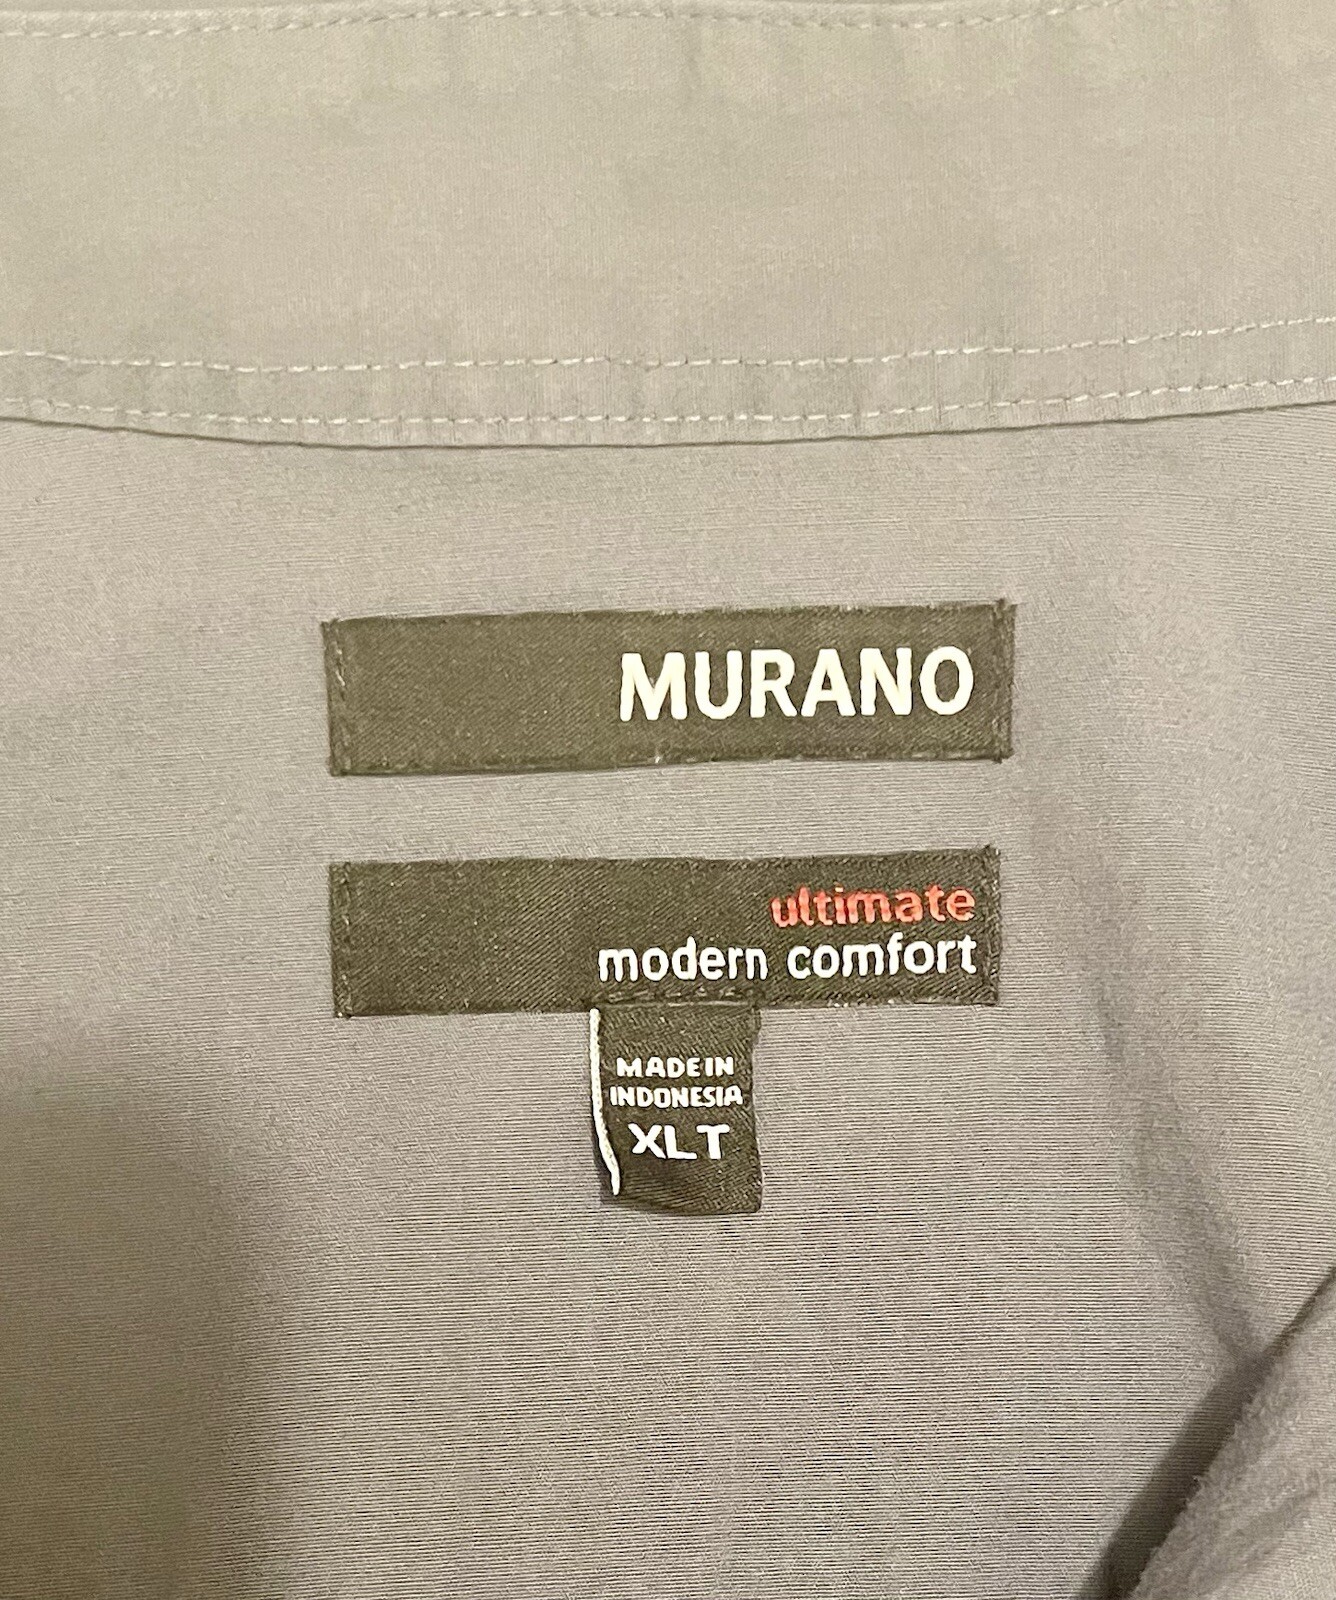 MURANO
ultimate
modern comfort
MADE IN
INDONESIA
XLT